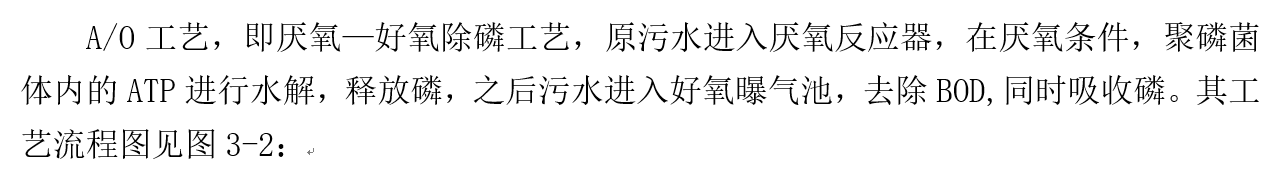 A/O 工艺，即厌氧—好氧除磷工艺，原污水进入厌氧反应器，在厌氧条件，聚磷菌
体内的 ATP 进行水解，释放磷，之后污水进入好氧曝气池，去除 BOD,同时吸收磷。其工
艺流程图见图 3-2：